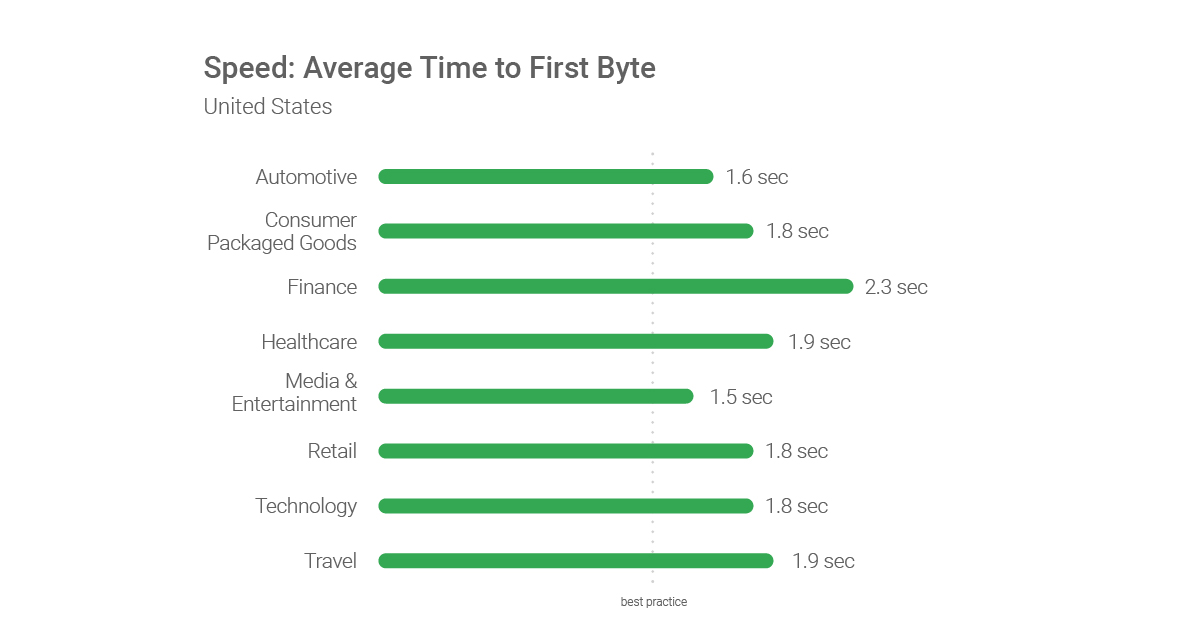 Speed: Average Time to First Byte
United States
Automotive 1.6 sec
Consumer
Packaged Goods 1.8 sec
Finance 2.3 sec
Healthcare 1.9 sec
Media &
Entertainment 1.5 sec
Retail 1.8 sec
Technology 1.8 sec
Travel 1.9 sec
best practice